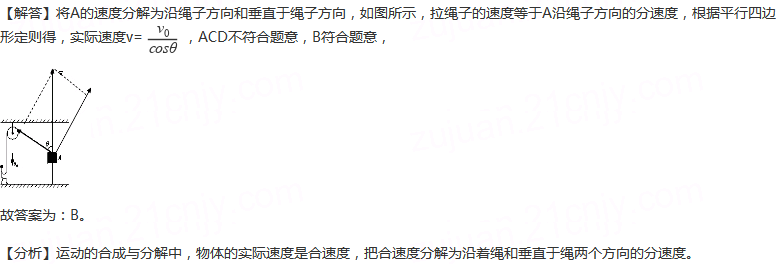 【解答】将A的速度分解为沿绳子方向和垂直于绳子方向，如图所示，拉绳子的速度等于A沿绳子方向的分速度，根据平行四边
形定则得，实际速度v= v₀/cosθ ，ACD不符合题意，B符合题意，
θ
A
故答案为：B。
【分析】运动的合成与分解中，物体的实际速度是合速度，把合速度分解为沿着绳和垂直于绳两个方向的分速度。